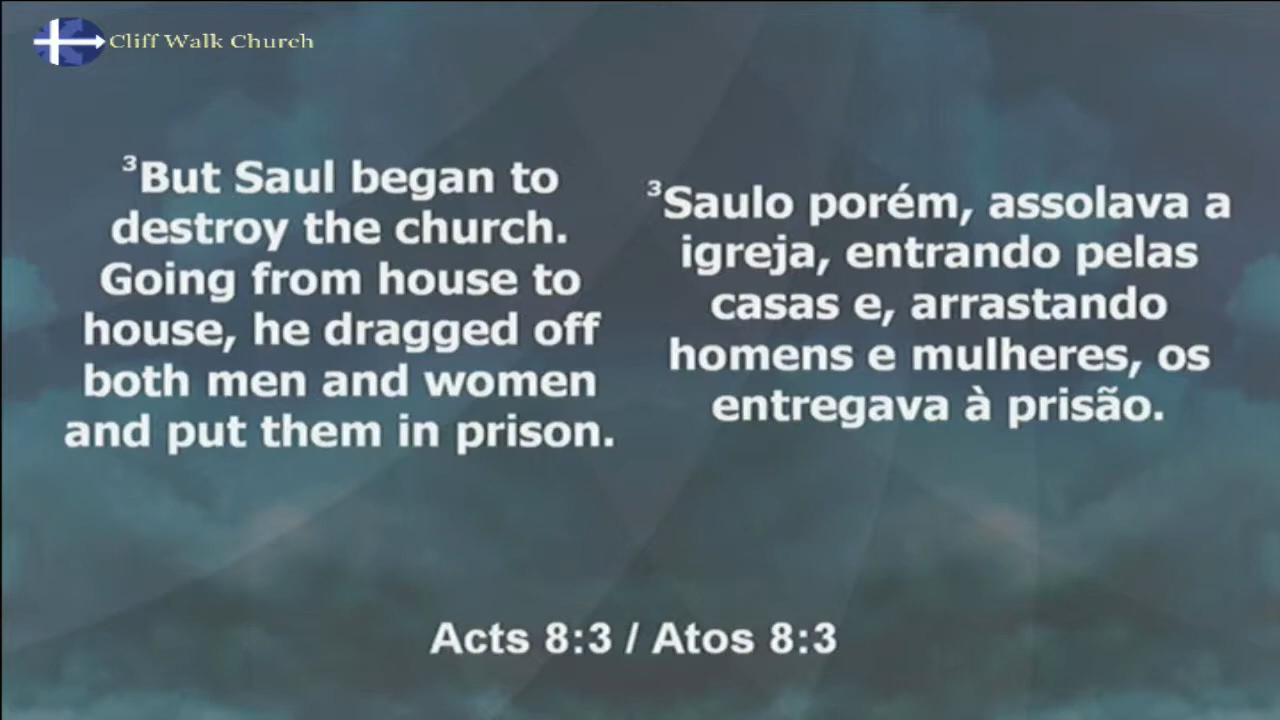 Cliff Walk Church
³But Saul began to
destroy the church.
Going from house to
house, he dragged off
both men and women
and put them in prison.
³Saulo porém, assolava a
igreja, entrando pelas
casas e, arrastando
homens e mulheres, os
entregava à prisão.
Acts 8:3 / Atos 8:3